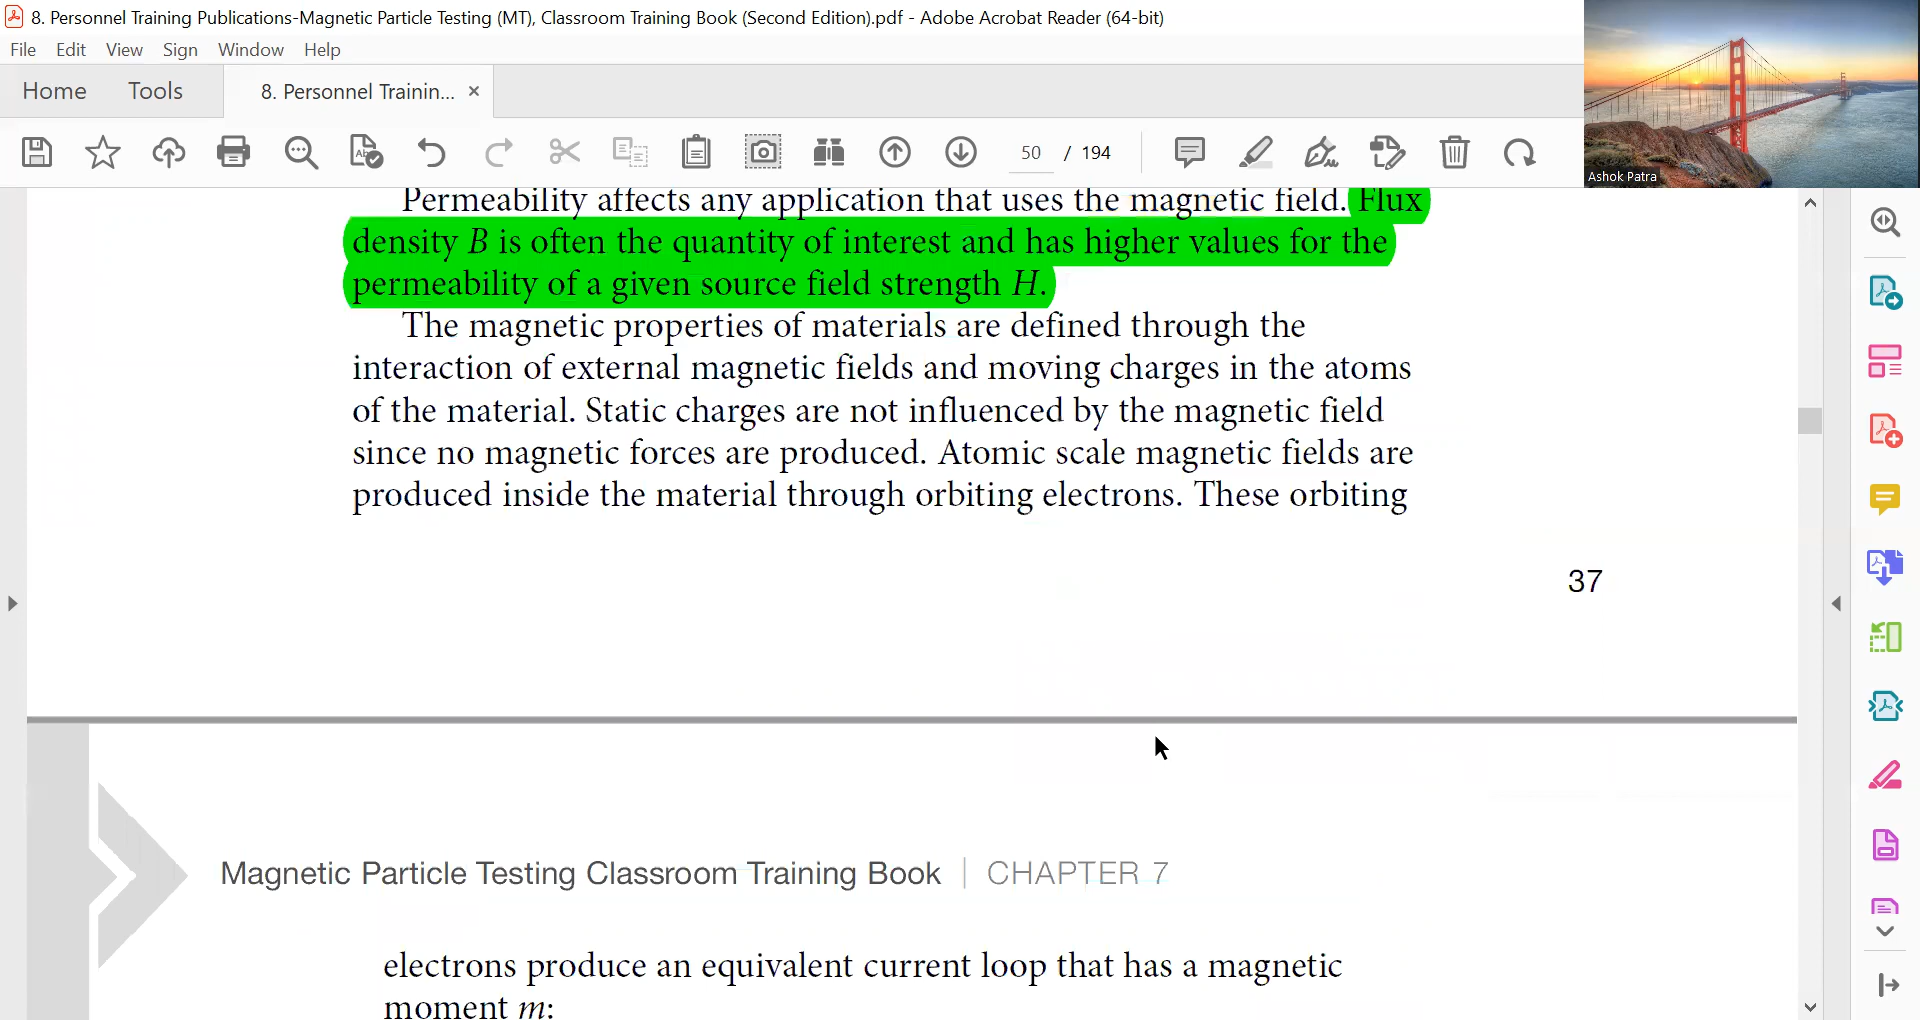 8. Personnel Training Publications-Magnetic Particle Testing (MT), Classroom Training Book (Second Edition).pdf - Adobe Acrobat Reader (64-bit)
File Edit View Sign Window Help
Home Tools 8. Personnel Trainin... ×
50 / 194
Ashok Patra
Permeability affects any application that uses the magnetic field. Flux
density B is often the quantity of interest and has higher values for the
permeability of a given source field strength H.
The magnetic properties of materials are defined through the
interaction of external magnetic fields and moving charges in the atoms
of the material. Static charges are not influenced by the magnetic field
since no magnetic forces are produced. Atomic scale magnetic fields are
produced inside the material through orbiting electrons. These orbiting
37
Magnetic Particle Testing Classroom Training Book | CHAPTER 7
electrons produce an equivalent current loop that has a magnetic
moment m: